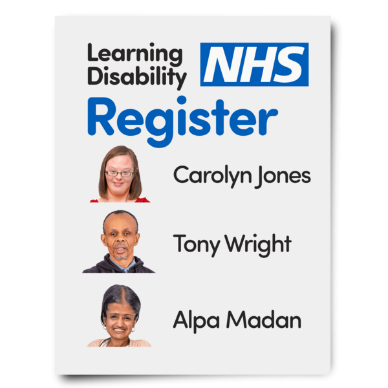 Learning
Disability
NHS
Register
Carolyn Jones
Tony Wright
Alpa Madan